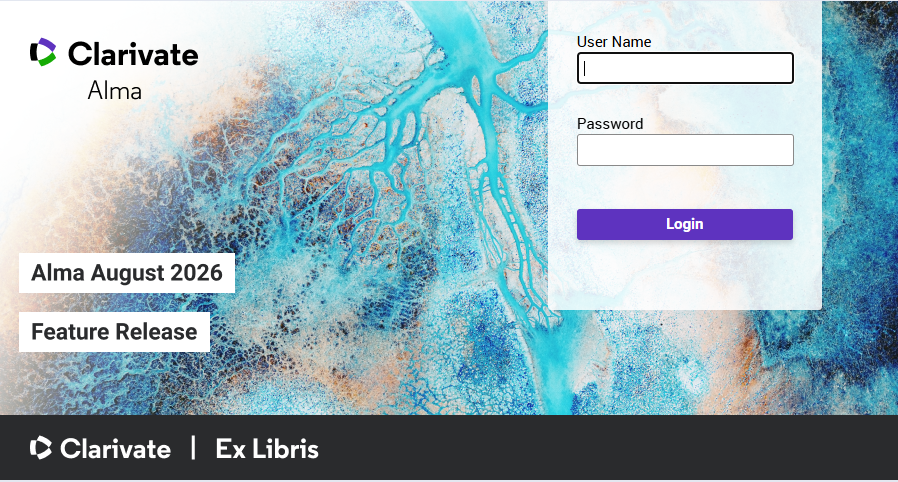 Clarivate
Alma
User Name
Password
Login
Alma August 2026
Feature Release
Clarivate | Ex Libris